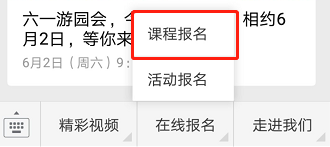 六一游园会，
相约6
月2日，等你来
6月2日（周六）9：
课程报名
活动报名
精彩视频
在线报名
走进我们